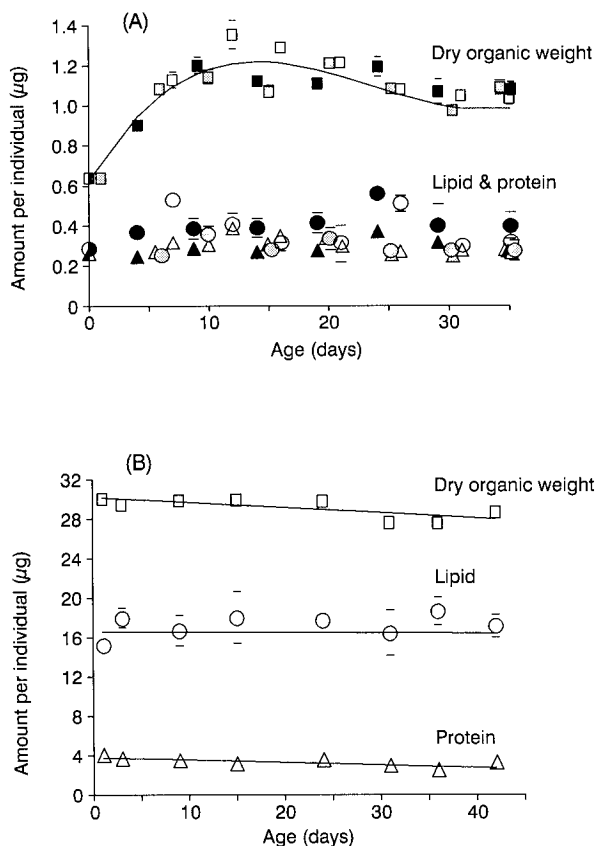 (A)
Amount per individual (μg)
1.4
1.2
1.0
0.8
0.6
0.4
0.2
0.0
Dry organic weight
Lipid & protein
0 10 20 30
Age (days)
(B)
Amount per individual (μg)
32
28
24
20
16
12
8
4
0
Dry organic weight
Lipid
Protein
0 10 20 30 40
Age (days)